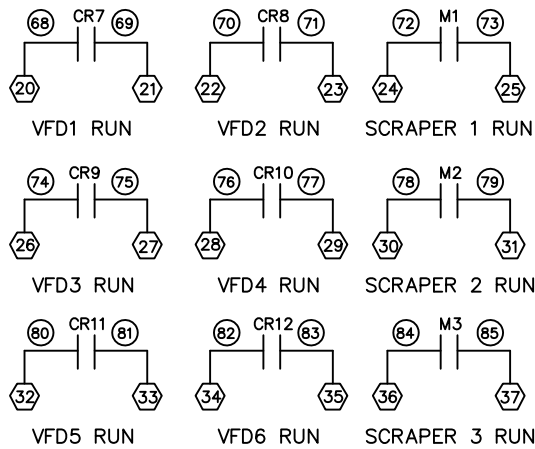 68 CR7 69 70 CR8 71 72 M1 73
20 21 22 23 24 25
VFD1 RUN VFD2 RUN SCRAPER 1 RUN
74 CR9 75 76 CR10 77 78 M2 79
26 27 28 29 30 31
VFD3 RUN VFD4 RUN SCRAPER 2 RUN
80 CR11 81 82 CR12 83 84 M3 85
32 33 34 35 36 37
VFD5 RUN VFD6 RUN SCRAPER 3 RUN